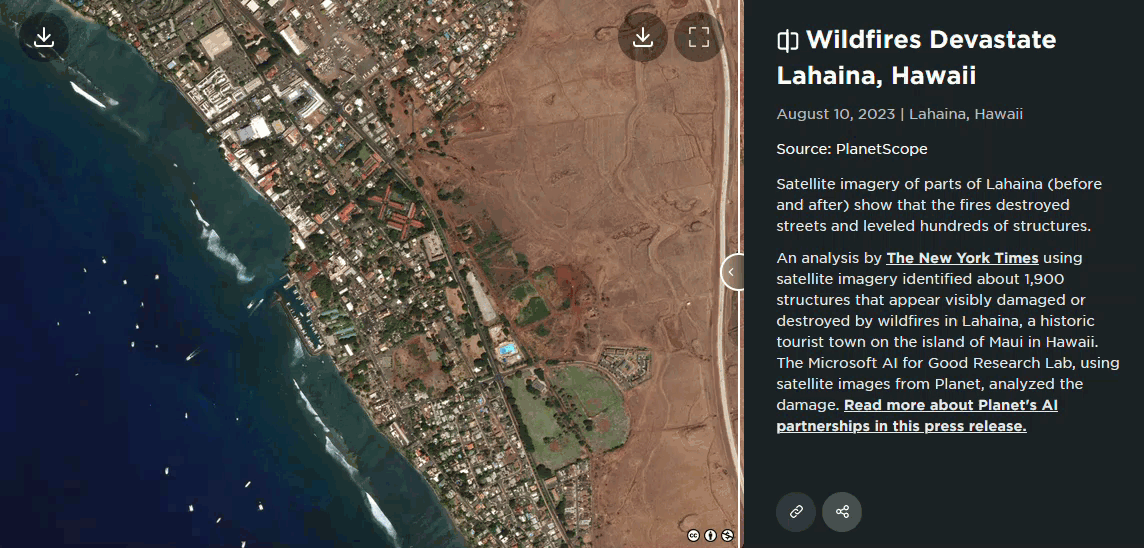 Wildfires Devastate
Lahaina, Hawaii
August 10, 2023 | Lahaina, Hawaii
Source: PlanetScope
Satellite imagery of parts of Lahaina (before
and after) show that the fires destroyed
streets and leveled hundreds of structures.
An analysis by The New York Times using
satellite imagery identified about 1,900
structures that appear visibly damaged or
destroyed by wildfires in Lahaina, a historic
tourist town on the island of Maui in Hawaii.
The Microsoft AI for Good Research Lab, using
satellite images from Planet, analyzed the
damage. Read more about Planet's AI
partnerships in this press release.
cc